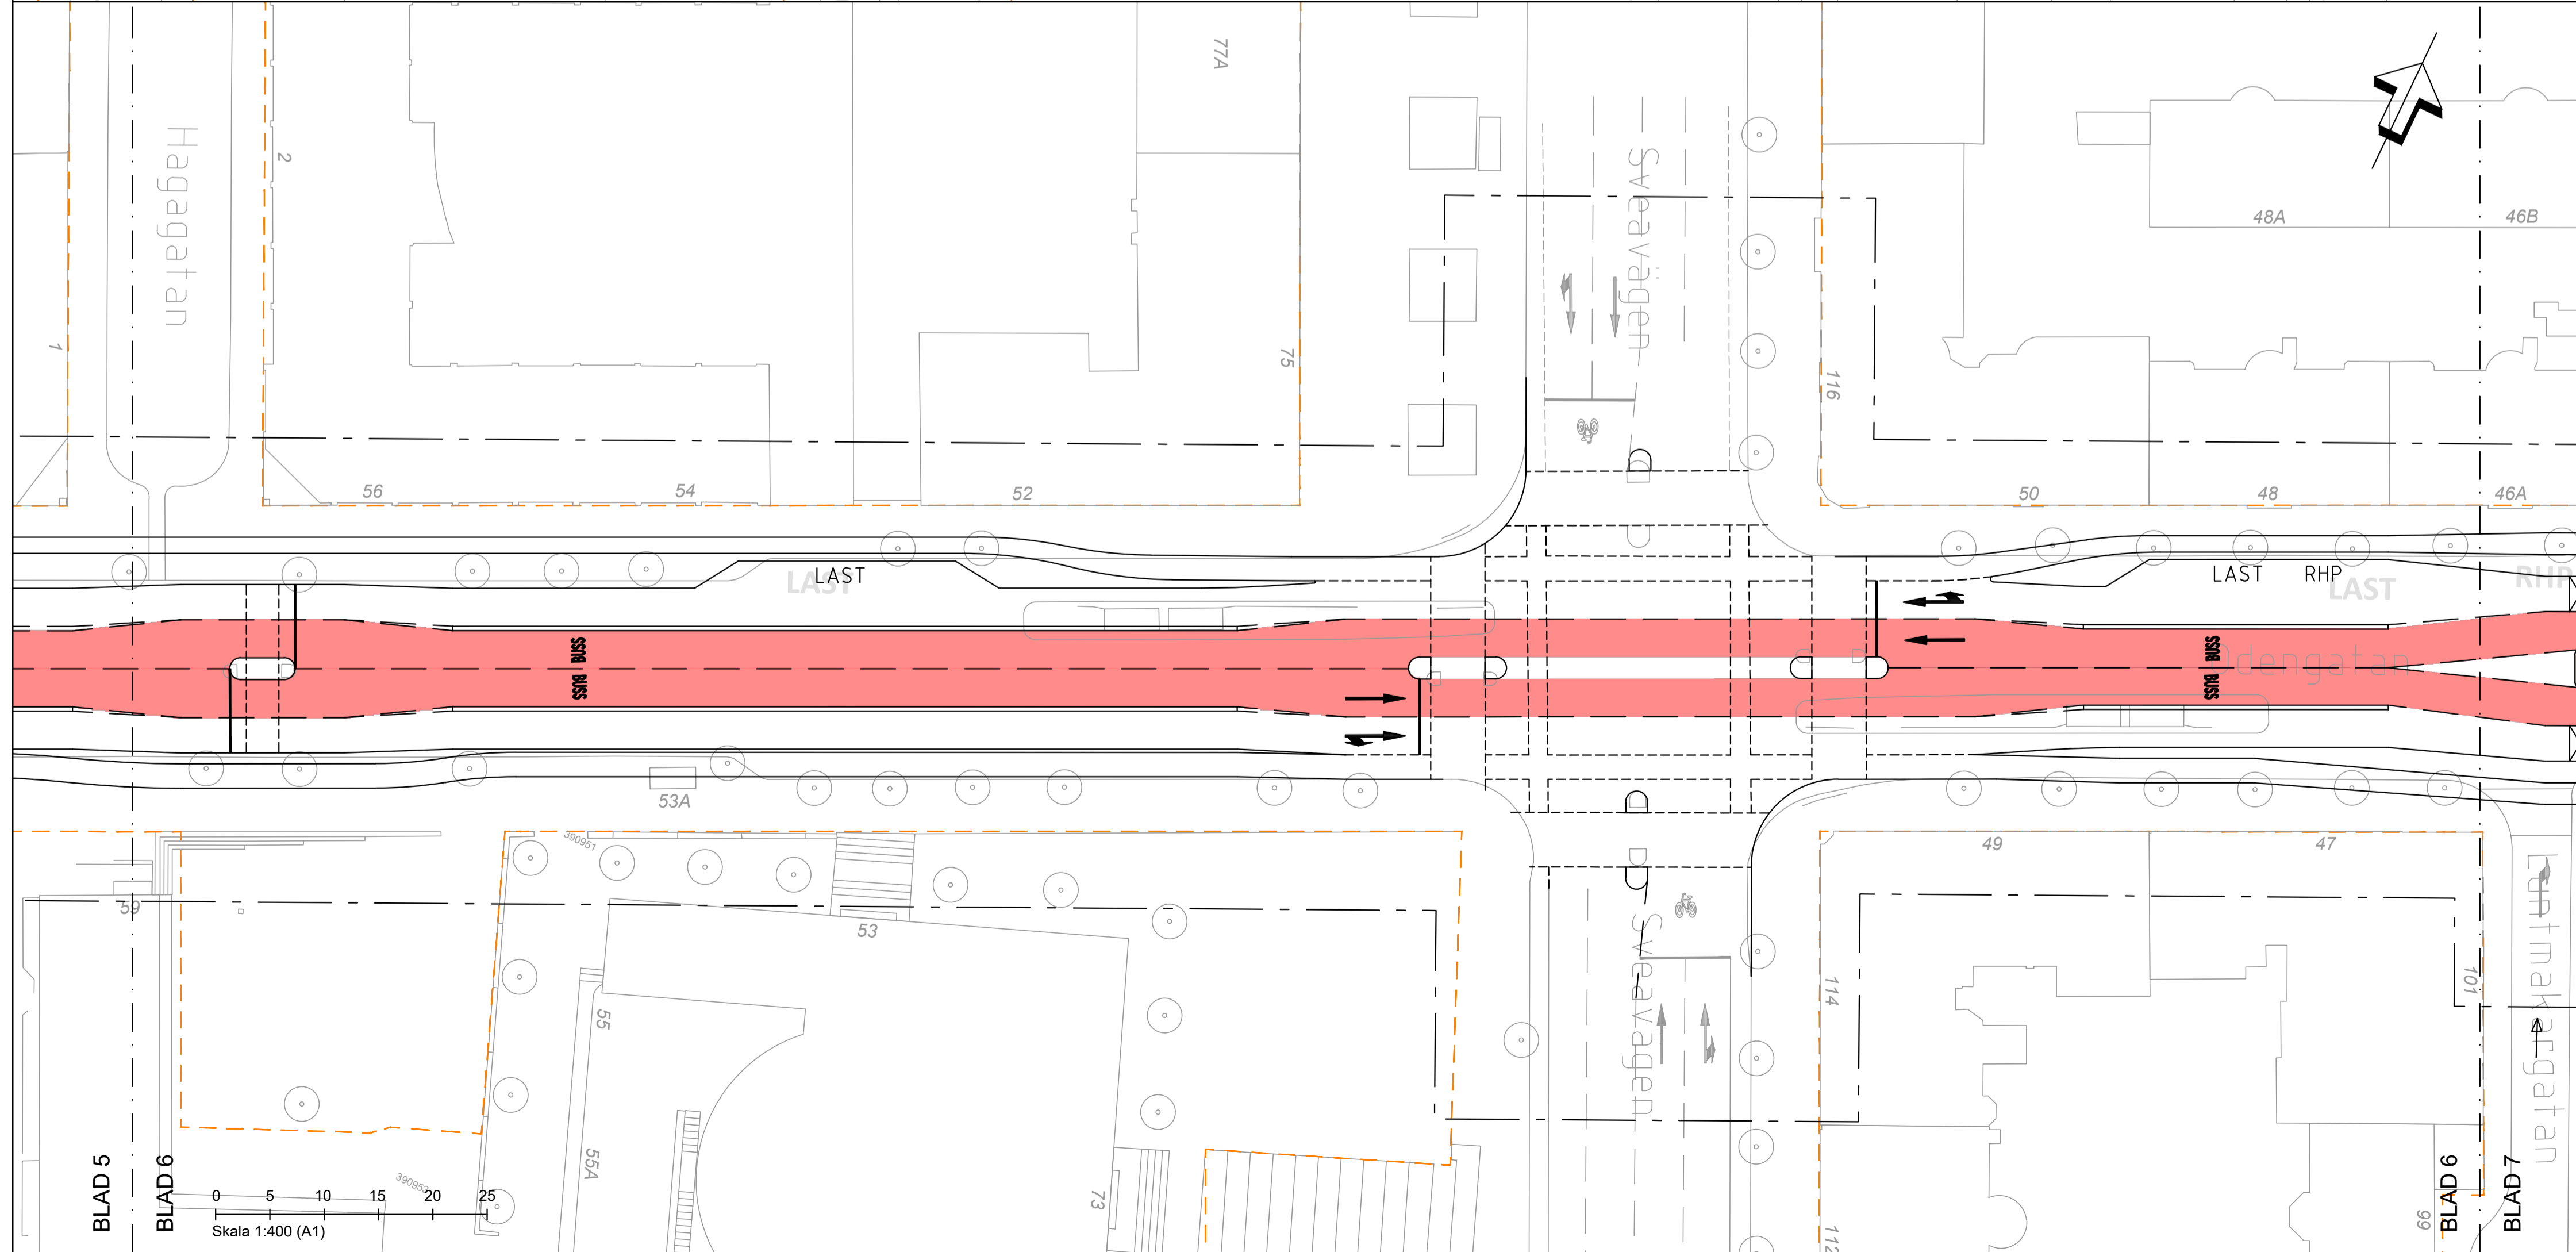 77A
Hagagatan
2
Sveavägen
48A
46B
1
75
116
56
54
52
50
48
46A
LAST
LAST
LAST
RHP
LAST
RHP
BUSS
BUSS
BUSS
BUSS
Odengatan
53A
390951
49
47
59
53
Sveavägen
114
101
Luntmakargatan
55
55A
73
390953
112
99
BLAD 5
BLAD 6
0 5 10 15 20 25
Skala 1:400 (A1)
BLAD 6
BLAD 7